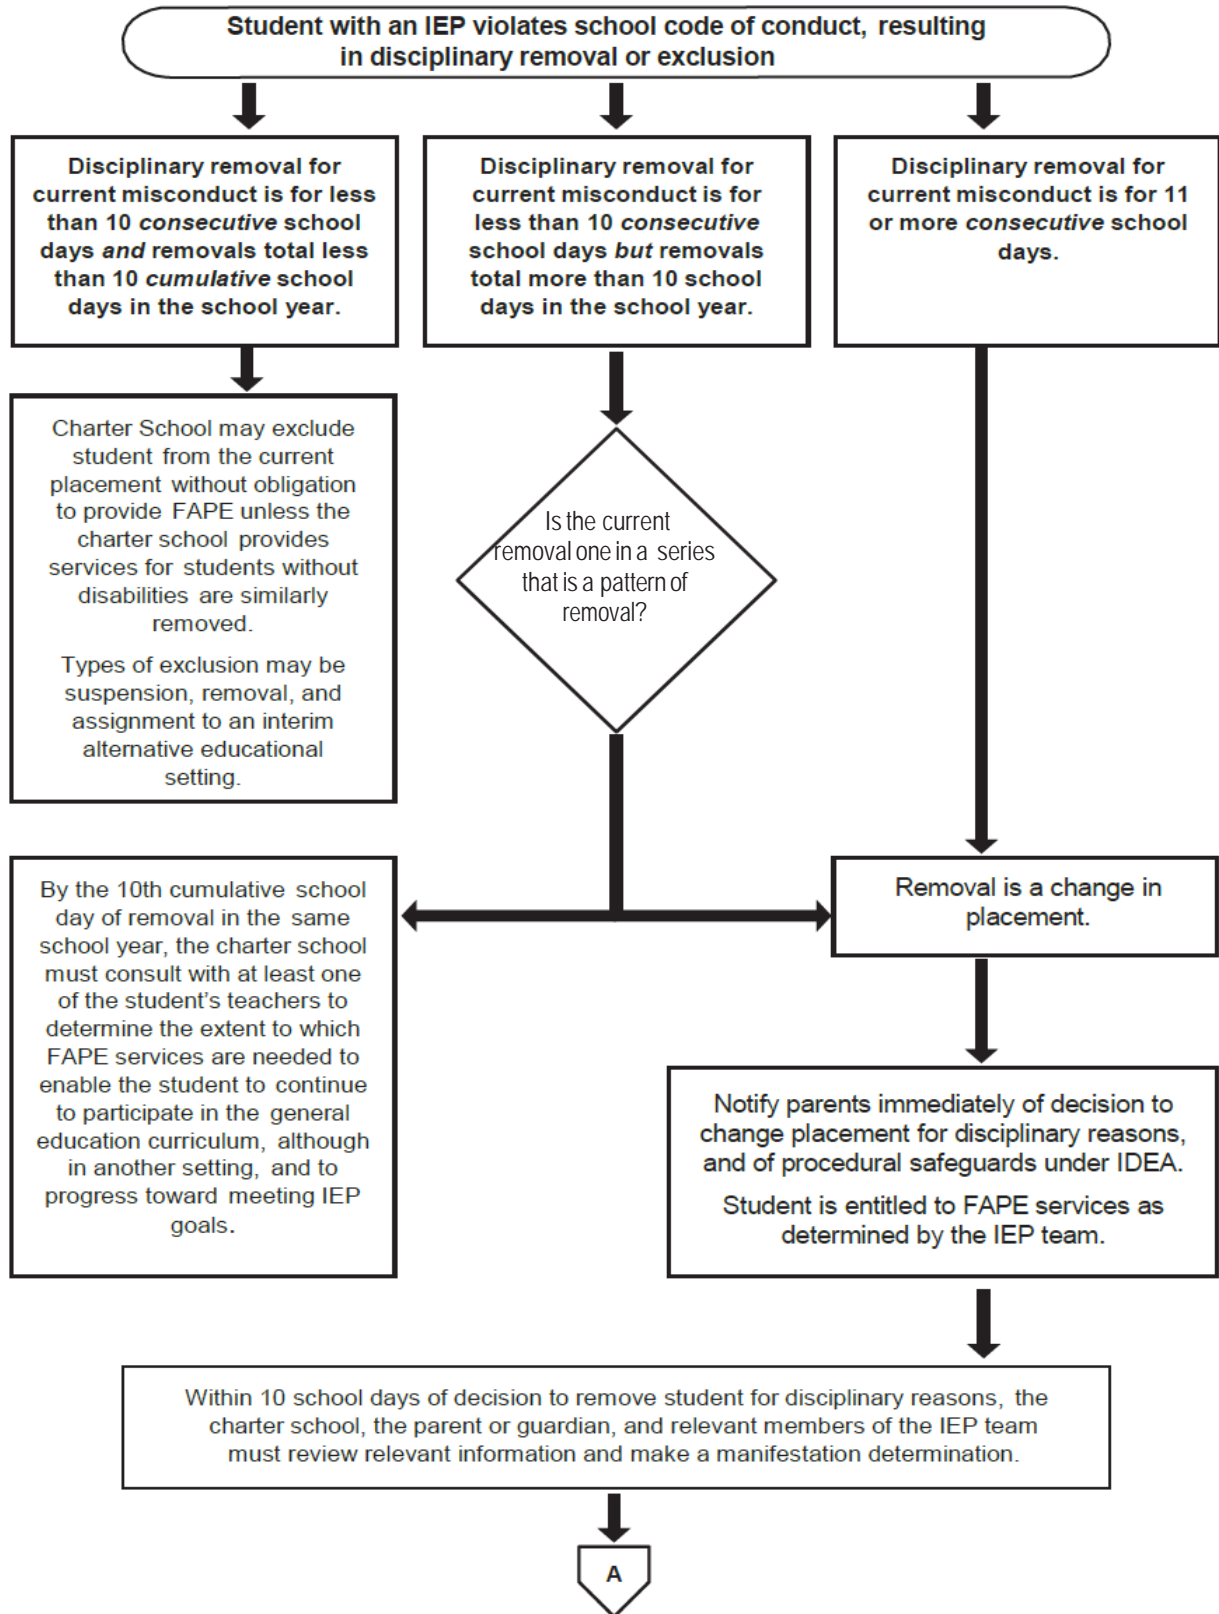 Student with an IEP violates school code of conduct, resulting
in disciplinary removal or exclusion
Disciplinary removal for
current misconduct is for less
than 10 consecutive school
days and removals total less
than 10 cumulative school
days in the school year.
Disciplinary removal for
current misconduct is for
less than 10 consecutive
school days but removals
total more than 10 school
days in the school year.
Disciplinary removal for
current misconduct is for 11
or more consecutive school
days.
Charter School may exclude
student from the current
placement without obligation
to provide FAPE unless the
charter school provides
services for students without
disabilities are similarly
removed.
Types of exclusion may be
suspension, removal, and
assignment to an interim
alternative educational
setting.
Is the current
removal one in a series
that is a pattern of
removal?
By the 10th cumulative school
day of removal in the same
school year, the charter school
must consult with at least one
of the student's teachers to
determine the extent to which
FAPE services are needed to
enable the student to continue
to participate in the general
education curriculum, although
in another setting, and to
progress toward meeting IEP
goals.
Removal is a change in
placement.
Notify parents immediately of decision to
change placement for disciplinary reasons,
and of procedural safeguards under IDEA.
Student is entitled to FAPE services as
determined by the IEP team.
Within 10 school days of decision to remove student for disciplinary reasons, the
charter school, the parent or guardian, and relevant members of the IEP team
must review relevant information and make a manifestation determination.
A